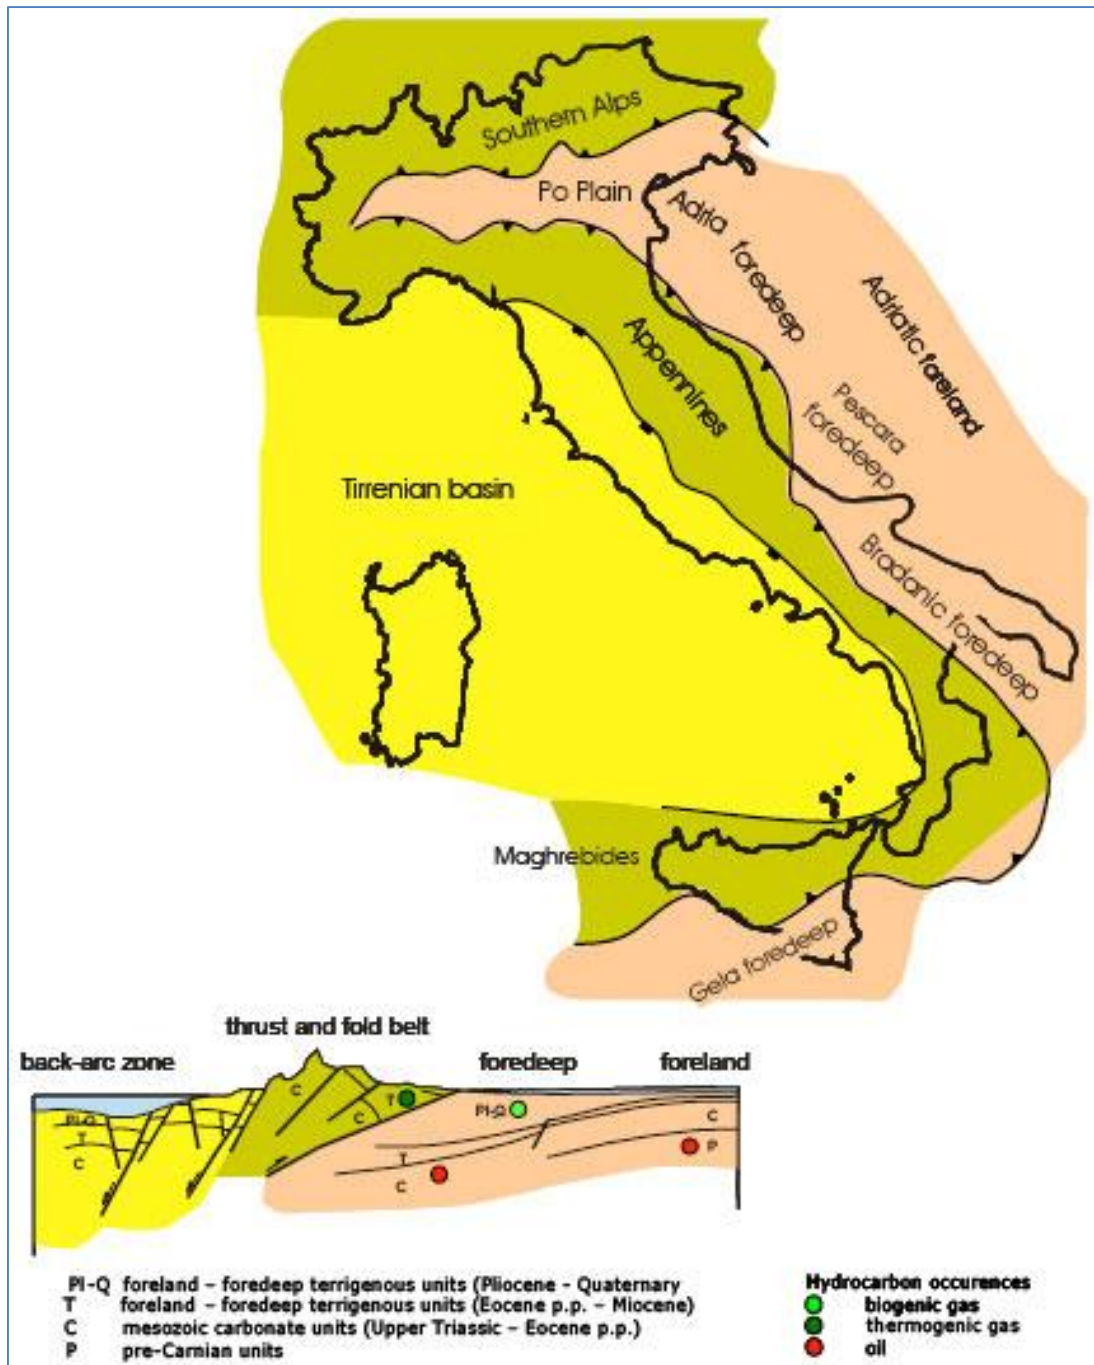 Southern Alps
Po Plain
Adria foredeep
Adriatic foreland
Appennines
Pescara
foredeep
Tirrenian basin
Bradanic foredeep
Maghrebides
Gela foredeep
thrust and fold belt
back-arc zone
foredeep
foreland
Pl-Q
T
C
C
C
T
Pl-Q
T
C
C
P
Pl-Q foreland – foredeep terrigenous units (Pliocene - Quaternary
T foreland – foredeep terrigenous units (Eocene p.p. – Miocene)
C mesozoic carbonate units (Upper Triassic – Eocene p.p.)
P pre-Carnian units
Hydrocarbon occurences
biogenic gas
thermogenic gas
oil